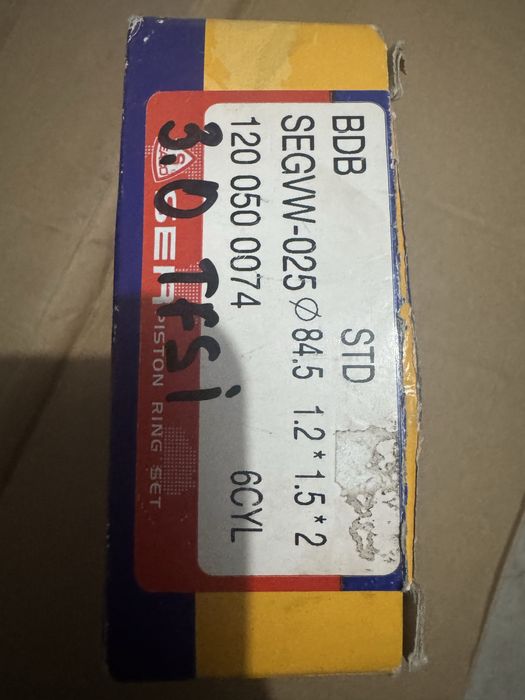 BDB STD
SEGVW-025 Ø 84.5 1.2 * 1.5 * 2
120 050 0074 6CYL
PISTON RING SET
3.0 TFSi